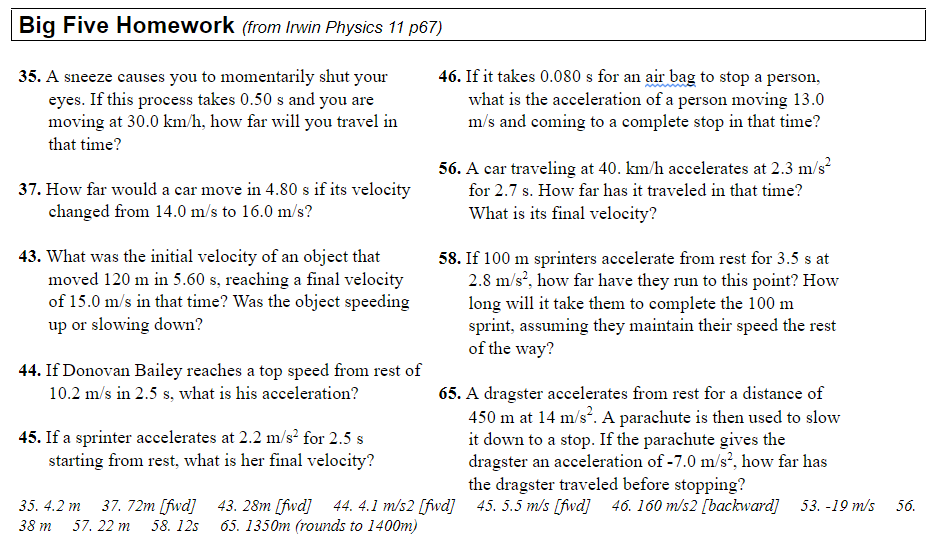 Big Five Homework (from Irwin Physics 11 p67)
35. A sneeze causes you to momentarily shut your
eyes. If this process takes 0.50 s and you are
moving at 30.0 km/h, how far will you travel in
that time?
37. How far would a car move in 4.80 s if its velocity
changed from 14.0 m/s to 16.0 m/s?
43. What was the initial velocity of an object that
moved 120 m in 5.60 s, reaching a final velocity
of 15.0 m/s in that time? Was the object speeding
up or slowing down?
44. If Donovan Bailey reaches a top speed from rest of
10.2 m/s in 2.5 s, what is his acceleration?
45. If a sprinter accelerates at 2.2 m/s² for 2.5 s
starting from rest, what is her final velocity?
46. If it takes 0.080 s for an air bag to stop a person,
what is the acceleration of a person moving 13.0
m/s and coming to a complete stop in that time?
56. A car traveling at 40. km/h accelerates at 2.3 m/s²
for 2.7 s. How far has it traveled in that time?
What is its final velocity?
58. If 100 m sprinters accelerate from rest for 3.5 s at
2.8 m/s², how far have they run to this point? How
long will it take them to complete the 100 m
sprint, assuming they maintain their speed the rest
of the way?
65. A dragster accelerates from rest for a distance of
450 m at 14 m/s². A parachute is then used to slow
it down to a stop. If the parachute gives the
dragster an acceleration of -7.0 m/s², how far has
the dragster traveled before stopping?
35. 4.2 m 37. 72m [fwd] 43. 28m [fwd] 44. 4.1 m/s2 [fwd] 45. 5.5 m/s [fwd] 46. 160 m/s2 [backward] 53. -19 m/s 56.
38 m 57. 22 m 58. 12s 65. 1350m (rounds to 1400m)